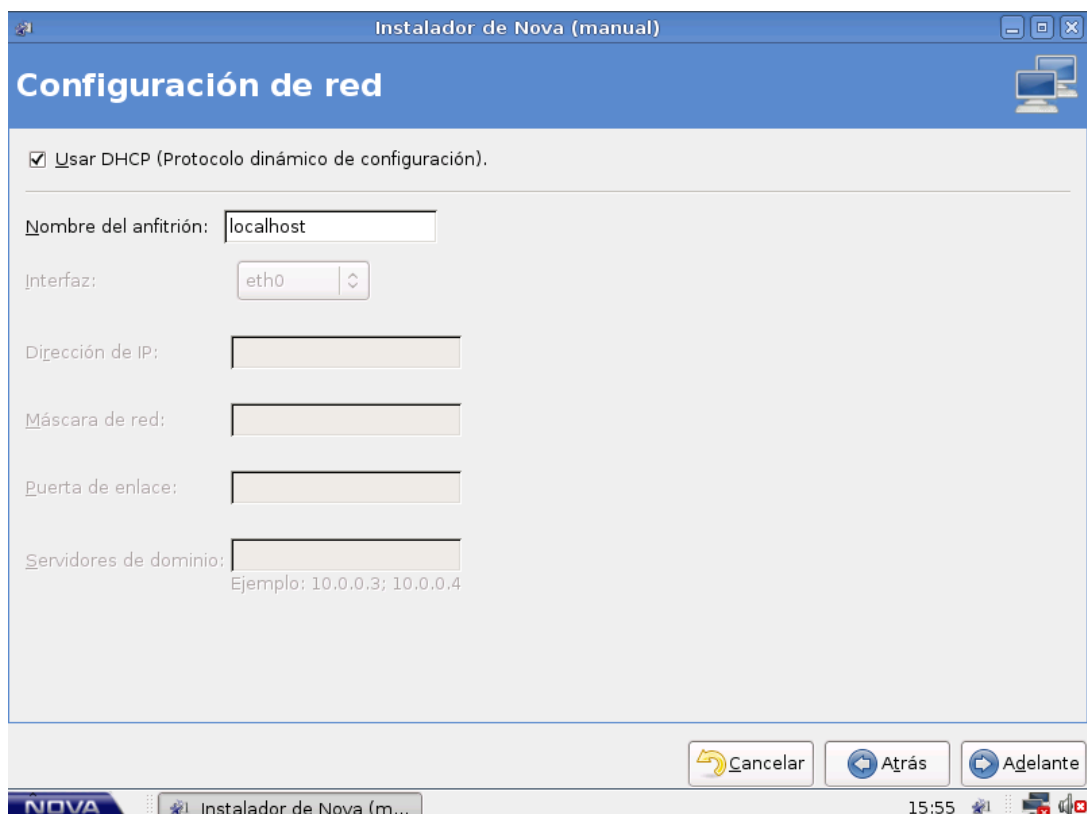 Instalador de Nova (manual)
Configuración de red
Usar DHCP (Protocolo dinámico de configuración).
Nombre del anfitrión: localhost
Interfaz: eth0
Dirección de IP:
Máscara de red:
Puerta de enlace:
Servidores de dominio:
Ejemplo: 10.0.0.3; 10.0.0.4
Cancelar Atrás Adelante
NOVA Instalador de Nova (m... 15:55